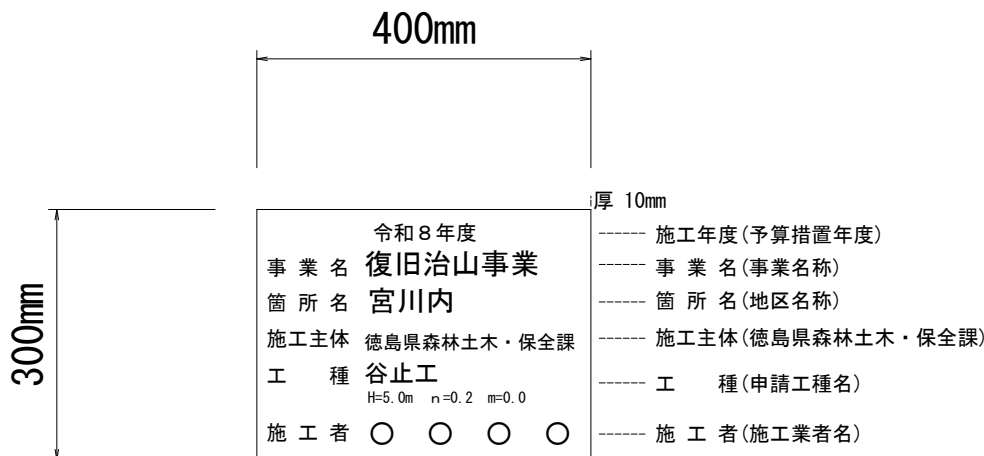 400mm
厚 10mm
300mm
令和８年度
事 業 名 復旧治山事業
箇 所 名 宮川内
施工主体 徳島県森林土木・保全課
工　　種 谷止工
H=5.0m ｎ=0.2 m=0.0
施 工 者 〇 〇 〇 〇
------ 施工年度(予算措置年度)
------ 事 業 名(事業名称)
------ 箇 所 名(地区名称)
------ 施工主体(徳島県森林土木・保全課)
------ 工　　種(申請工種名)
------ 施 工 者(施工業者名)